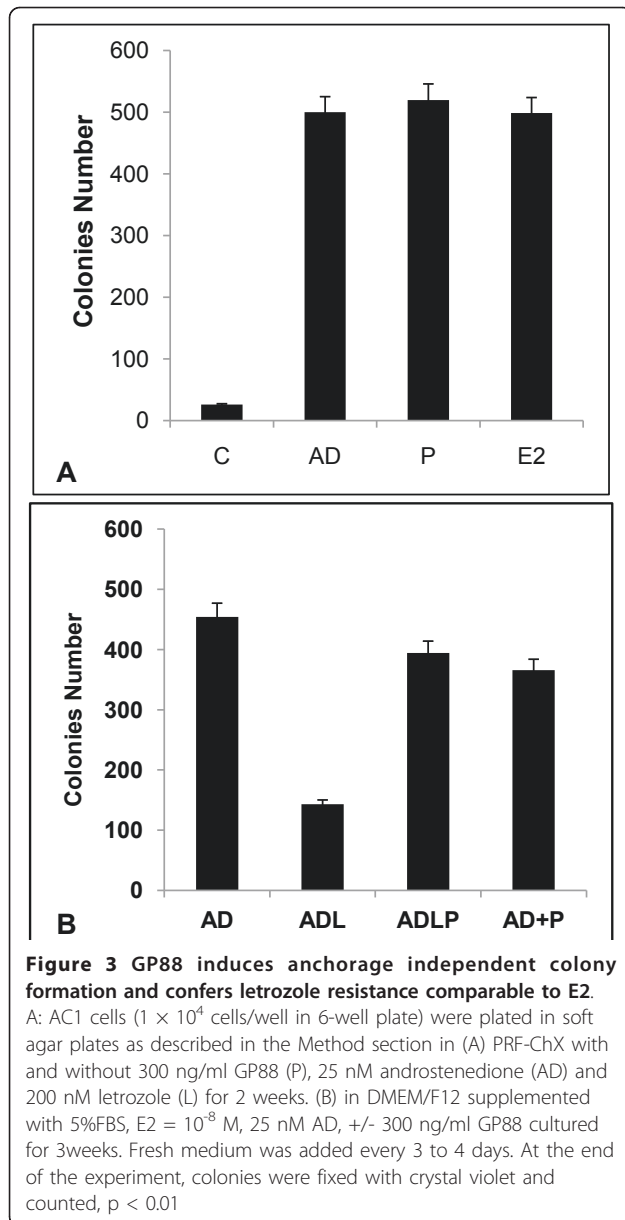 600
500
400
300
200
100
0
Colonies Number
C AD P E2
A
600
500
400
300
200
100
0
Colonies Number
AD ADL ADLP AD+P
B
Figure 3 GP88 induces anchorage independent colony
formation and confers letrozole resistance comparable to E2.
A: AC1 cells (1 × 10⁴ cells/well in 6-well plate) were plated in soft
agar plates as described in the Method section in (A) PRF-ChX with
and without 300 ng/ml GP88 (P), 25 nM androstenedione (AD) and
200 nM letrozole (L) for 2 weeks. (B) in DMEM/F12 supplemented
with 5%FBS, E2 = 10⁻⁸ M, 25 nM AD, +/- 300 ng/ml GP88 cultured
for 3weeks. Fresh medium was added every 3 to 4 days. At the end
of the experiment, colonies were fixed with crystal violet and
counted, p < 0.01